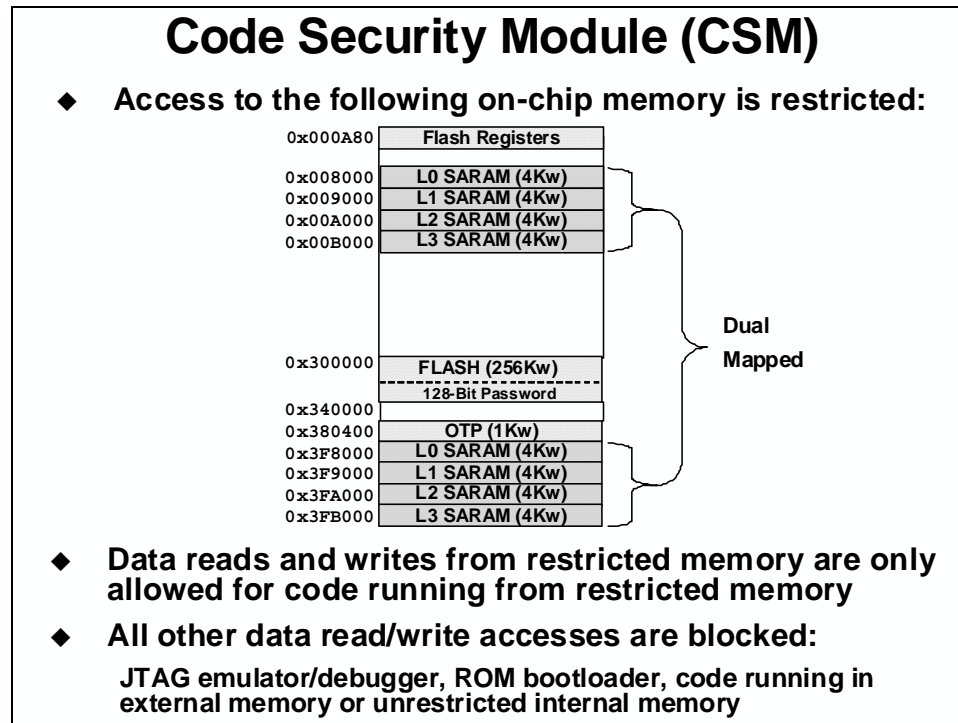 Code Security Module (CSM)
◆ Access to the following on-chip memory is restricted:
0x000A80 Flash Registers
0x008000 L0 SARAM (4Kw)
0x009000 L1 SARAM (4Kw)
0x00A000 L2 SARAM (4Kw)
0x00B000 L3 SARAM (4Kw)
Dual
Mapped
0x300000 FLASH (256Kw)
128-Bit Password
0x340000
0x380400 OTP (1Kw)
0x3F8000 L0 SARAM (4Kw)
0x3F9000 L1 SARAM (4Kw)
0x3FA000 L2 SARAM (4Kw)
0x3FB000 L3 SARAM (4Kw)
◆ Data reads and writes from restricted memory are only
allowed for code running from restricted memory
◆ All other data read/write accesses are blocked:
JTAG emulator/debugger, ROM bootloader, code running in
external memory or unrestricted internal memory